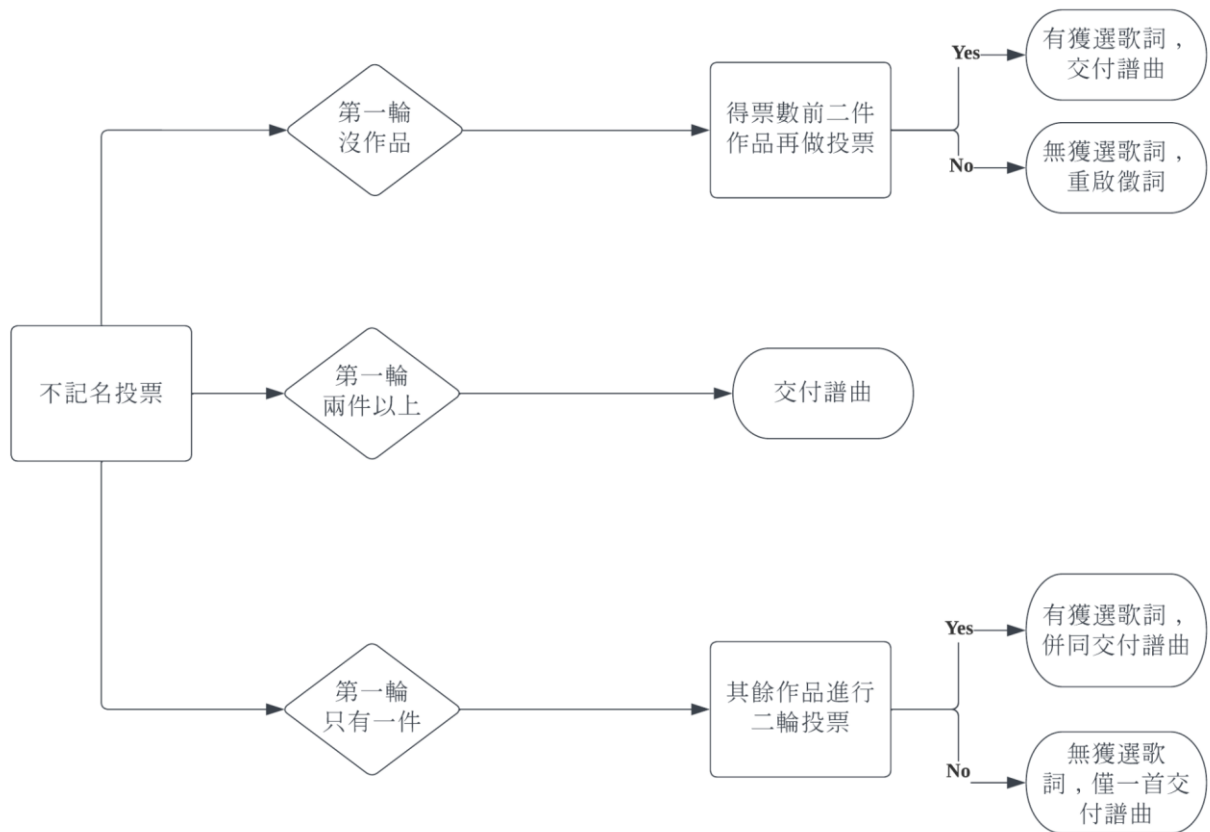 第一輪
沒作品
得票數前二件
作品再做投票
Yes
有獲選歌詞，
交付譜曲
No
無獲選歌詞，
重啟徵詞
不記名投票
第一輪
兩件以上
交付譜曲
第一輪
只有一件
其餘作品進行
二輪投票
Yes
有獲選歌詞，
併同交付譜曲
No
無獲選歌
詞，僅一首交
付譜曲